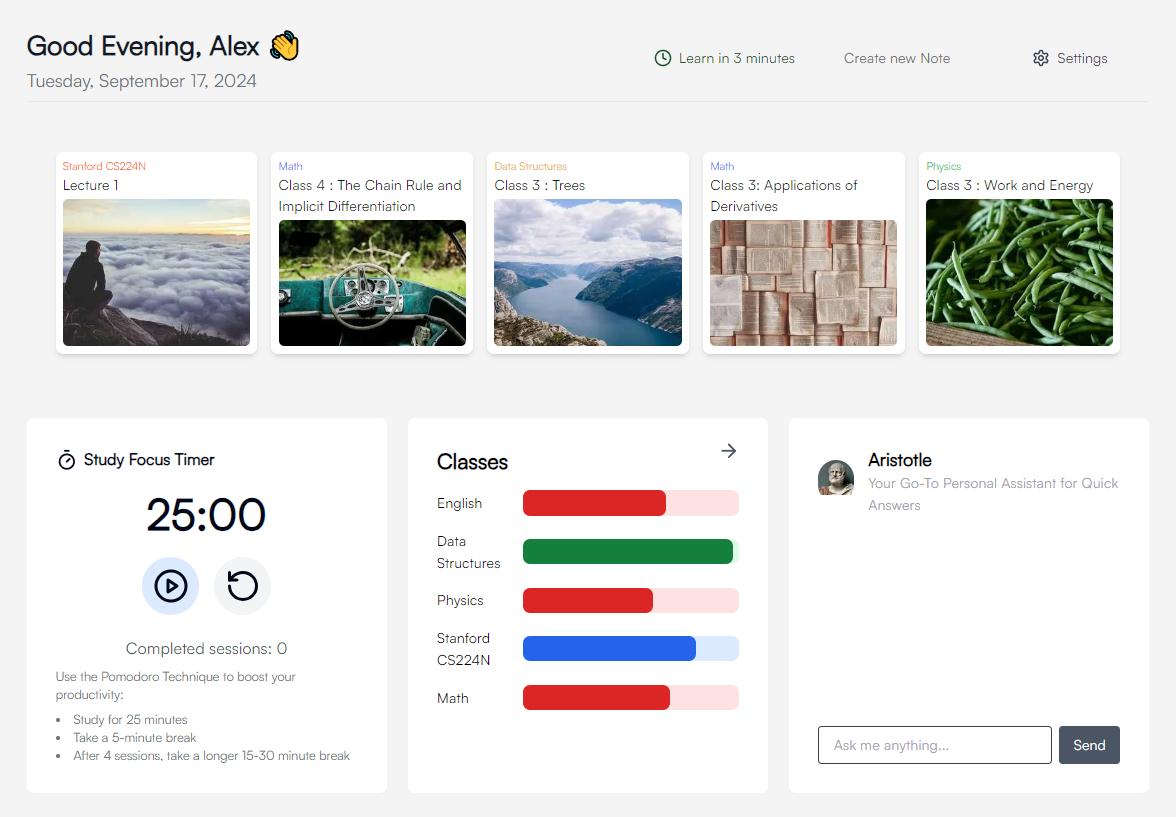 Good Evening, Alex 👋
Tuesday, September 17, 2024
Learn in 3 minutes
Create new Note
Settings
Stanford CS224N
Lecture 1
Math
Class 4 : The Chain Rule and
Implicit Differentiation
Data Structures
Class 3 : Trees
Math
Class 3: Applications of
Derivatives
Physics
Class 3 : Work and Energy
Study Focus Timer
25:00
Completed sessions: 0
Use the Pomodoro Technique to boost your
productivity:
• Study for 25 minutes
• Take a 5-minute break
• After 4 sessions, take a longer 15-30 minute break
Classes
English
Data
Structures
Physics
Stanford
CS224N
Math
Aristotle
Your Go-To Personal Assistant for Quick
Answers
Ask me anything...
Send